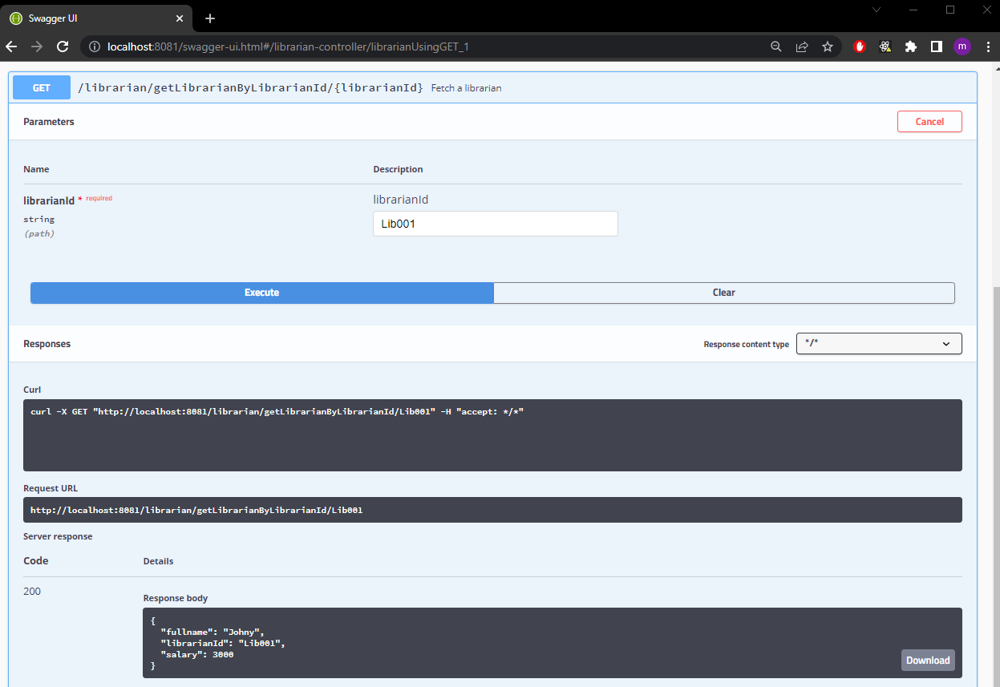 Swagger UI
localhost:8081/swagger-ui.html#/librarian-controller/librarianUsingGET_1
m
GET /librarian/getLibrarianByLibrarianId/{librarianId} Fetch a librarian
Parameters
Cancel
Name Description
librarianId * required
string
(path)
librarianId
Lib001
Execute Clear
Responses
Response content type */*
Curl
curl -X GET "http://localhost:8081/librarian/getLibrarianByLibrarianId/Lib001" -H "accept: */*"
Request URL
http://localhost:8081/librarian/getLibrarianByLibrarianId/Lib001
Server response
Code Details
200
Response body
{
  "fullname": "Johny",
  "librarianId": "Lib001",
  "salary": 3000
}
Download